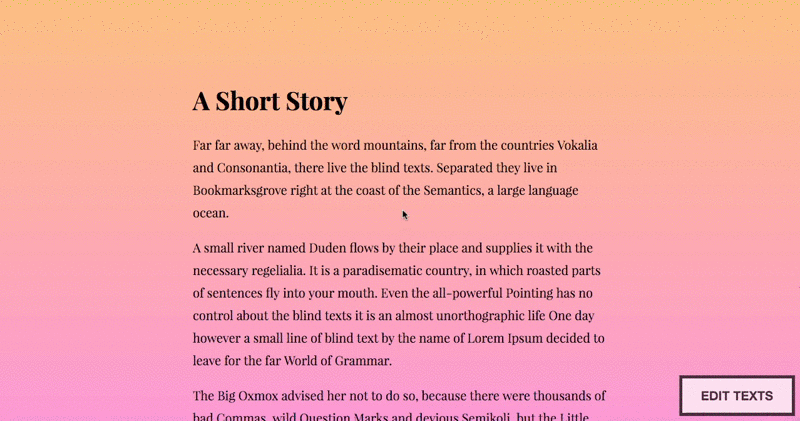 A Short Story
Far far away, behind the word mountains, far from the countries Vokalia
and Consonantia, there live the blind texts. Separated they live in
Bookmarksgrove right at the coast of the Semantics, a large language
ocean.
A small river named Duden flows by their place and supplies it with the
necessary regelialia. It is a paradisematic country, in which roasted parts
of sentences fly into your mouth. Even the all-powerful Pointing has no
control about the blind texts it is an almost unorthographic life One day
however a small line of blind text by the name of Lorem Ipsum decided to
leave for the far World of Grammar.
The Big Oxmox advised her not to do so, because there were thousands of
bad Commas, wild Question Marks and devious Semikoli, but the Little
EDIT TEXTS